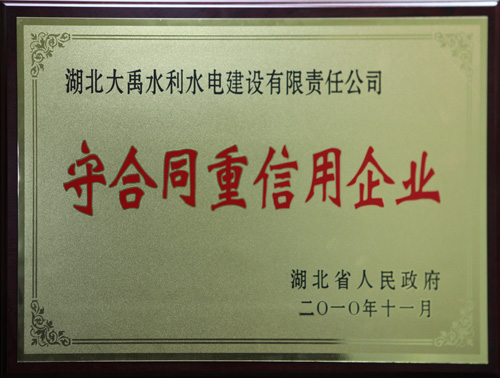 湖北大禹水利水电建设有限责任公司
守合同重信用企业
湖北省人民政府
二〇一〇年十一月